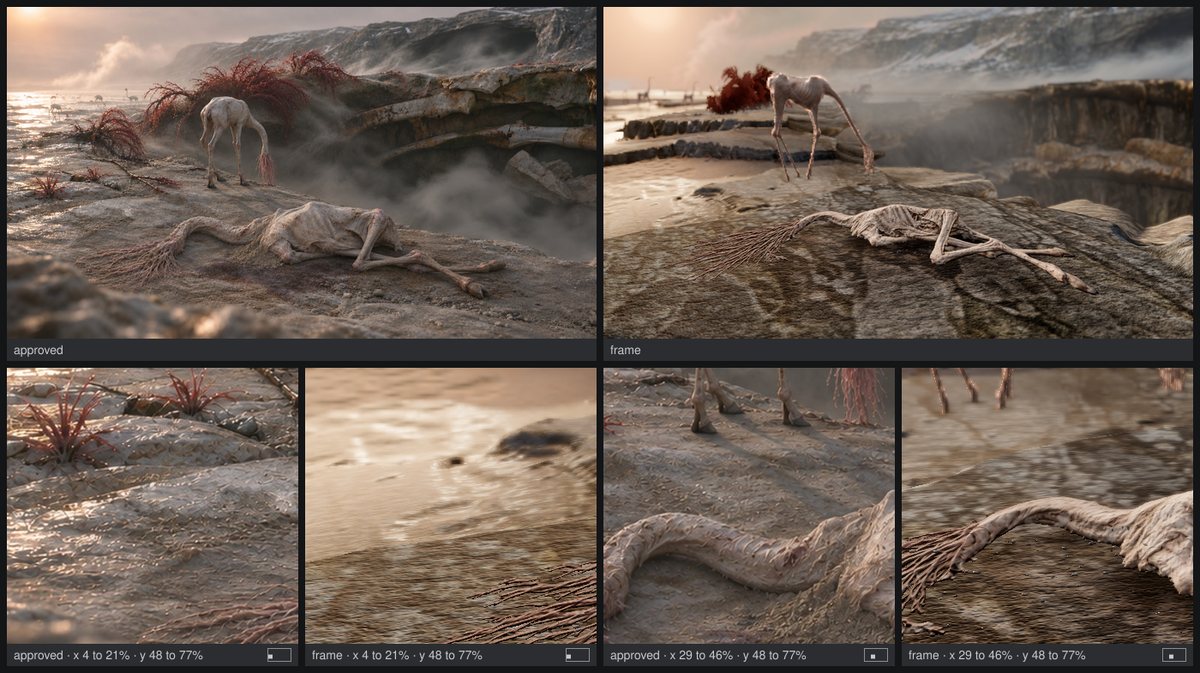 approved
frame
approved · x 4 to 21% · y 48 to 77%
frame · x 4 to 21% · y 48 to 77%
approved · x 29 to 46% · y 48 to 77%
frame · x 29 to 46% · y 48 to 77%